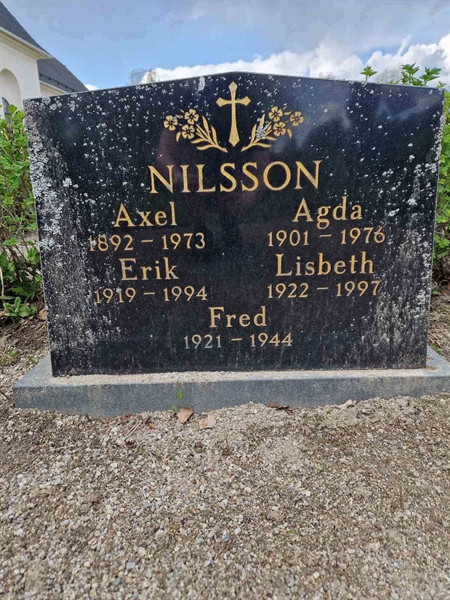 NILSSON
Axel Agda
1892 - 1973 1901 - 1976
Erik Lisbeth
1919 - 1994 1922 - 1997
Fred
1921 - 1944